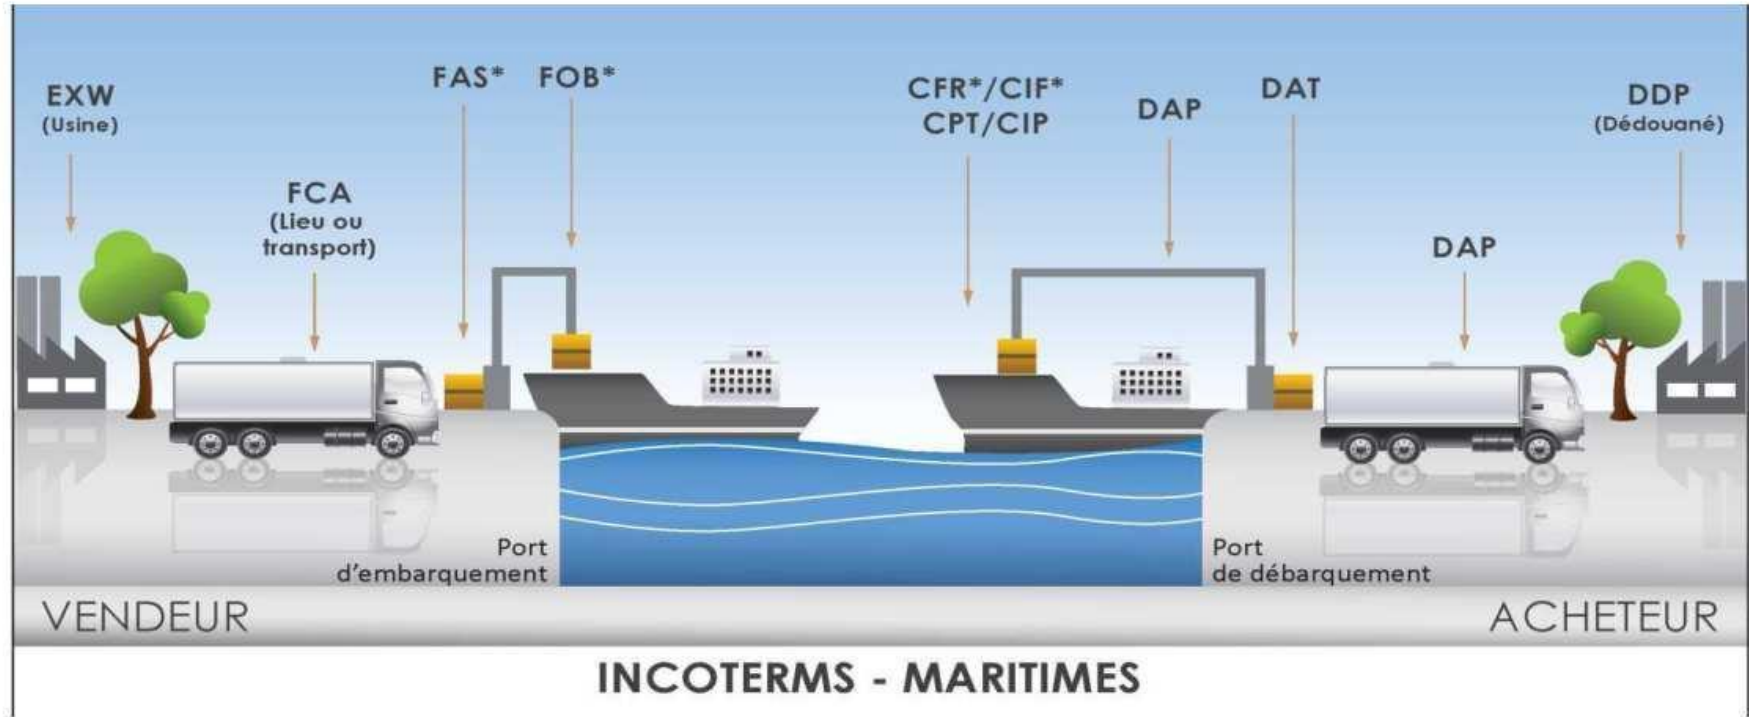 EXW
(Usine)
FCA
(Lieu ou
transport)
FAS*
FOB*
CFR*/CIF*
CPT/CIP
DAP
DAT
DAP
DDP
(Dédouané)
Port
d'embarquement
Port
de débarquement
VENDEUR
ACHETEUR
INCOTERMS - MARITIMES